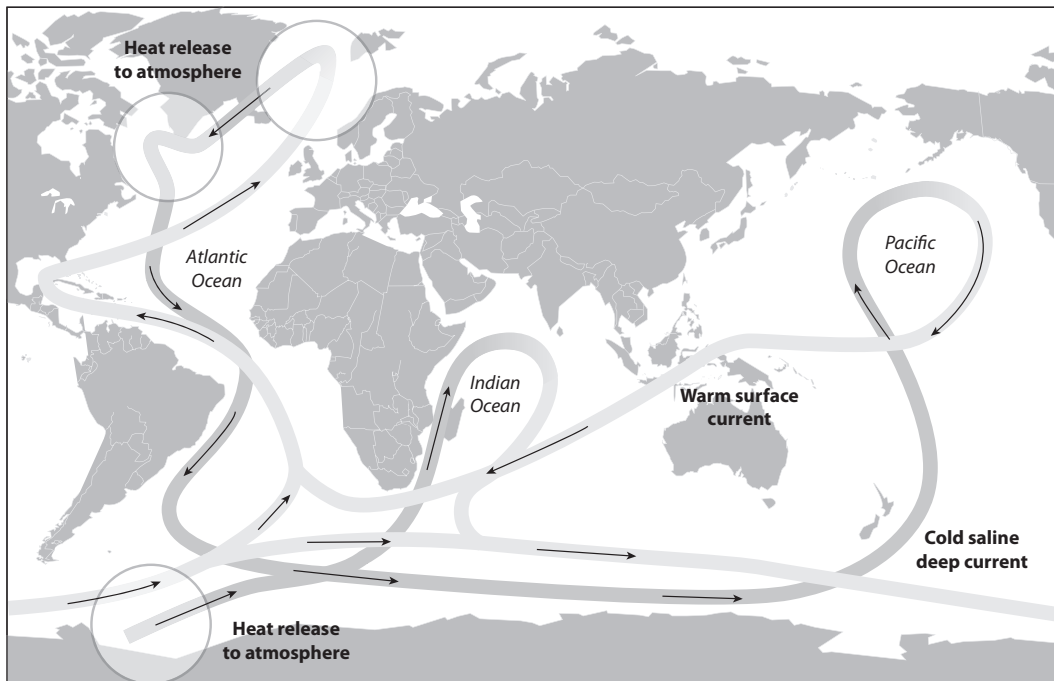 Heat release
to atmosphere
Atlantic
Ocean
Pacific
Ocean
Indian
Ocean
Warm surface
current
Cold saline
deep current
Heat release
to atmosphere